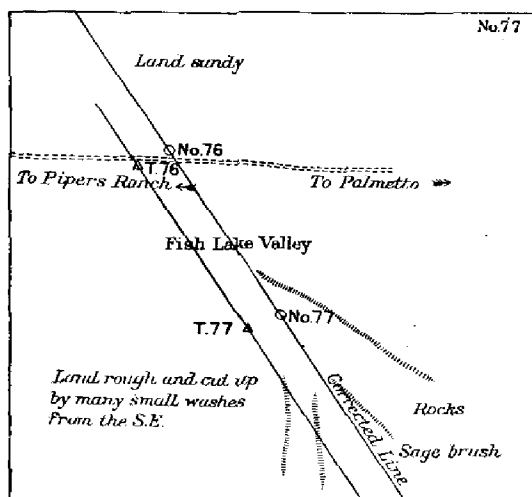 No.77
Land sundy
No.76
T.76
To Pipers Ranch
To Palmetto
Fish Lake Valley
No.77
T.77
Corrected Line
Land rough and cut up
by many small washes
from the S.E.
Rocks
Sage brush